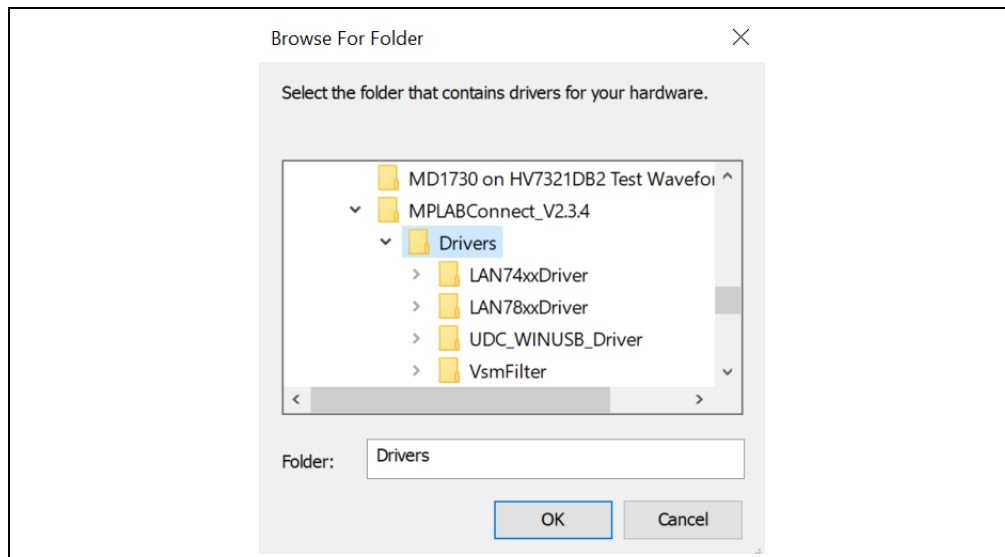 Browse For Folder
Select the folder that contains drivers for your hardware.
MD1730 on HV7321DB2 Test Wavefo
MPLABConnect_V2.3.4
Drivers
LAN74xxDriver
LAN78xxDriver
UDC_WINUSB_Driver
VsmFilter
Folder: Drivers
OK Cancel